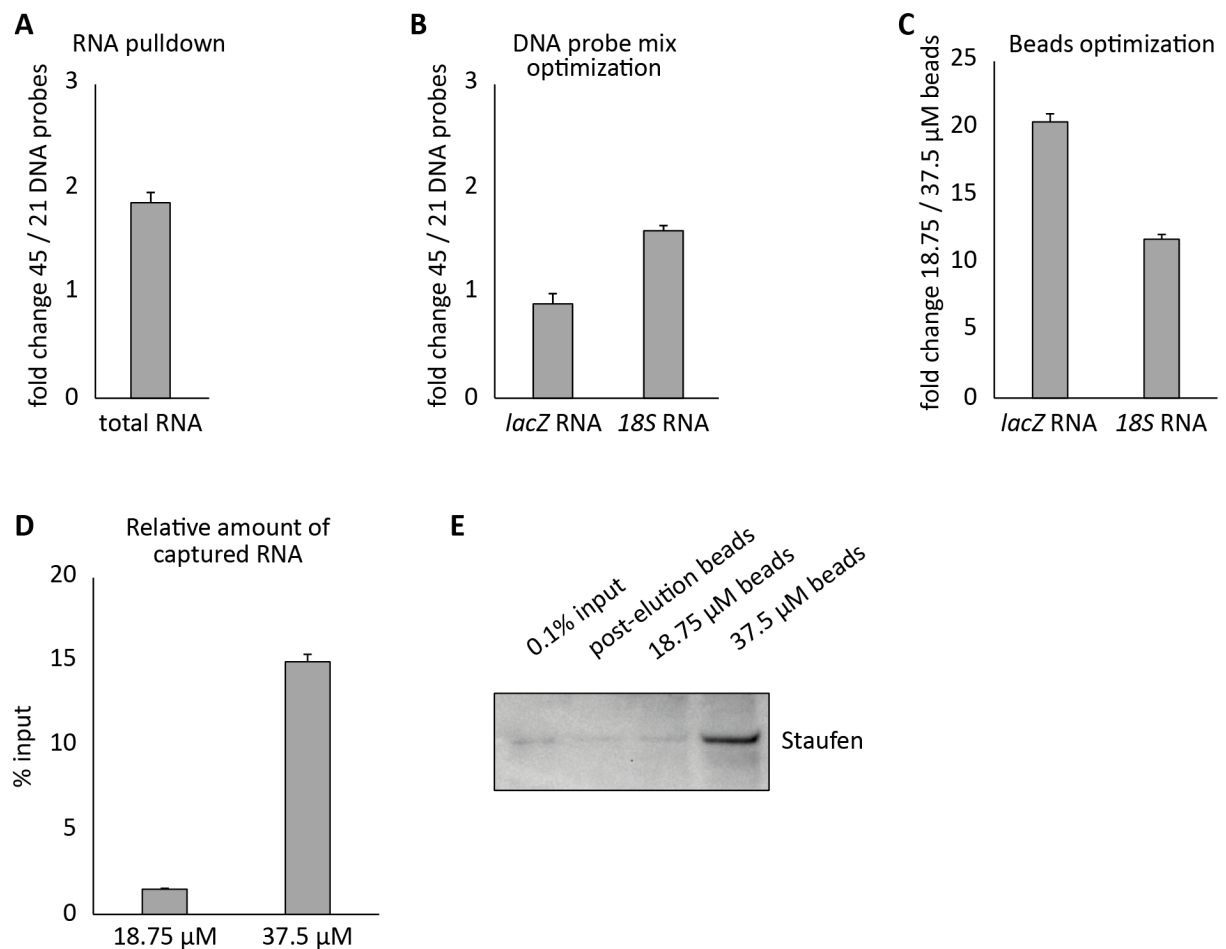 A
RNA pulldown
fold change 45 / 21 DNA probes
3
2
1
0
total RNA
B
DNA probe mix
optimization
fold change 45 / 21 DNA probes
3
2
1
0
lacZ RNA
18S RNA
C
Beads optimization
fold change 18.75 / 37.5 µM beads
25
20
15
10
5
0
lacZ RNA
18S RNA
D
Relative amount of
captured RNA
% input
20
15
10
5
0
18.75 µM
37.5 µM
E
0.1% input
post-elution beads
18.75 µM beads
37.5 µM beads
Staufen